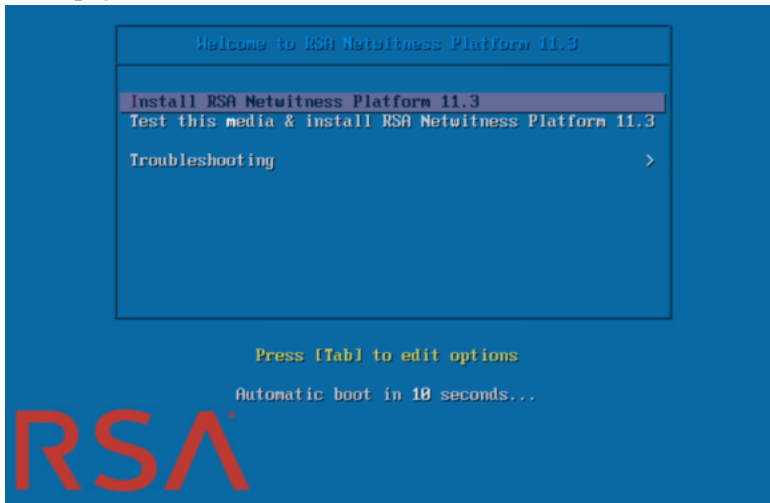 Welcome to RSA Netwitness Platform 11.3
Install RSA Netwitness Platform 11.3
Test this media & install RSA Netwitness Platform 11.3
Troubleshooting >
Press [Tab] to edit options
Automatic boot in 10 seconds...
RSA